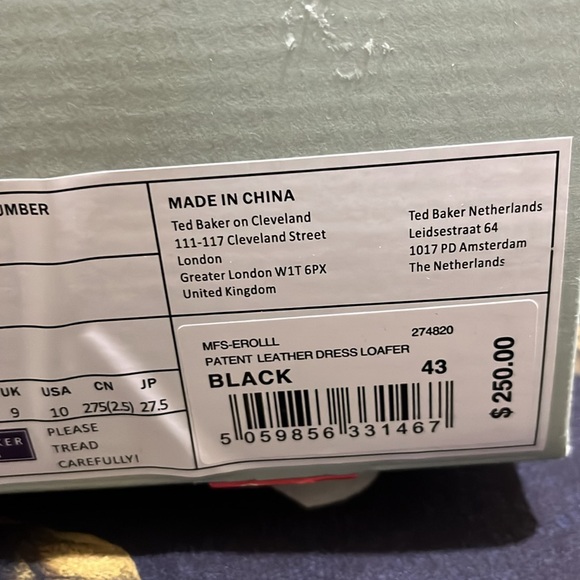 UMBER
MADE IN CHINA
Ted Baker on Cleveland
111-117 Cleveland Street
London
Greater London W1T 6PX
United Kingdom
Ted Baker Netherlands
Leidsestraat 64
1017 PD Amsterdam
The Netherlands
UK USA CN JP
9 10 275(2.5) 27.5
KER
PLEASE
TREAD
CAREFULLY!
MFS-EROLLL 274820
PATENT LEATHER DRESS LOAFER
BLACK 43
5 059856 331467
$ 250.00